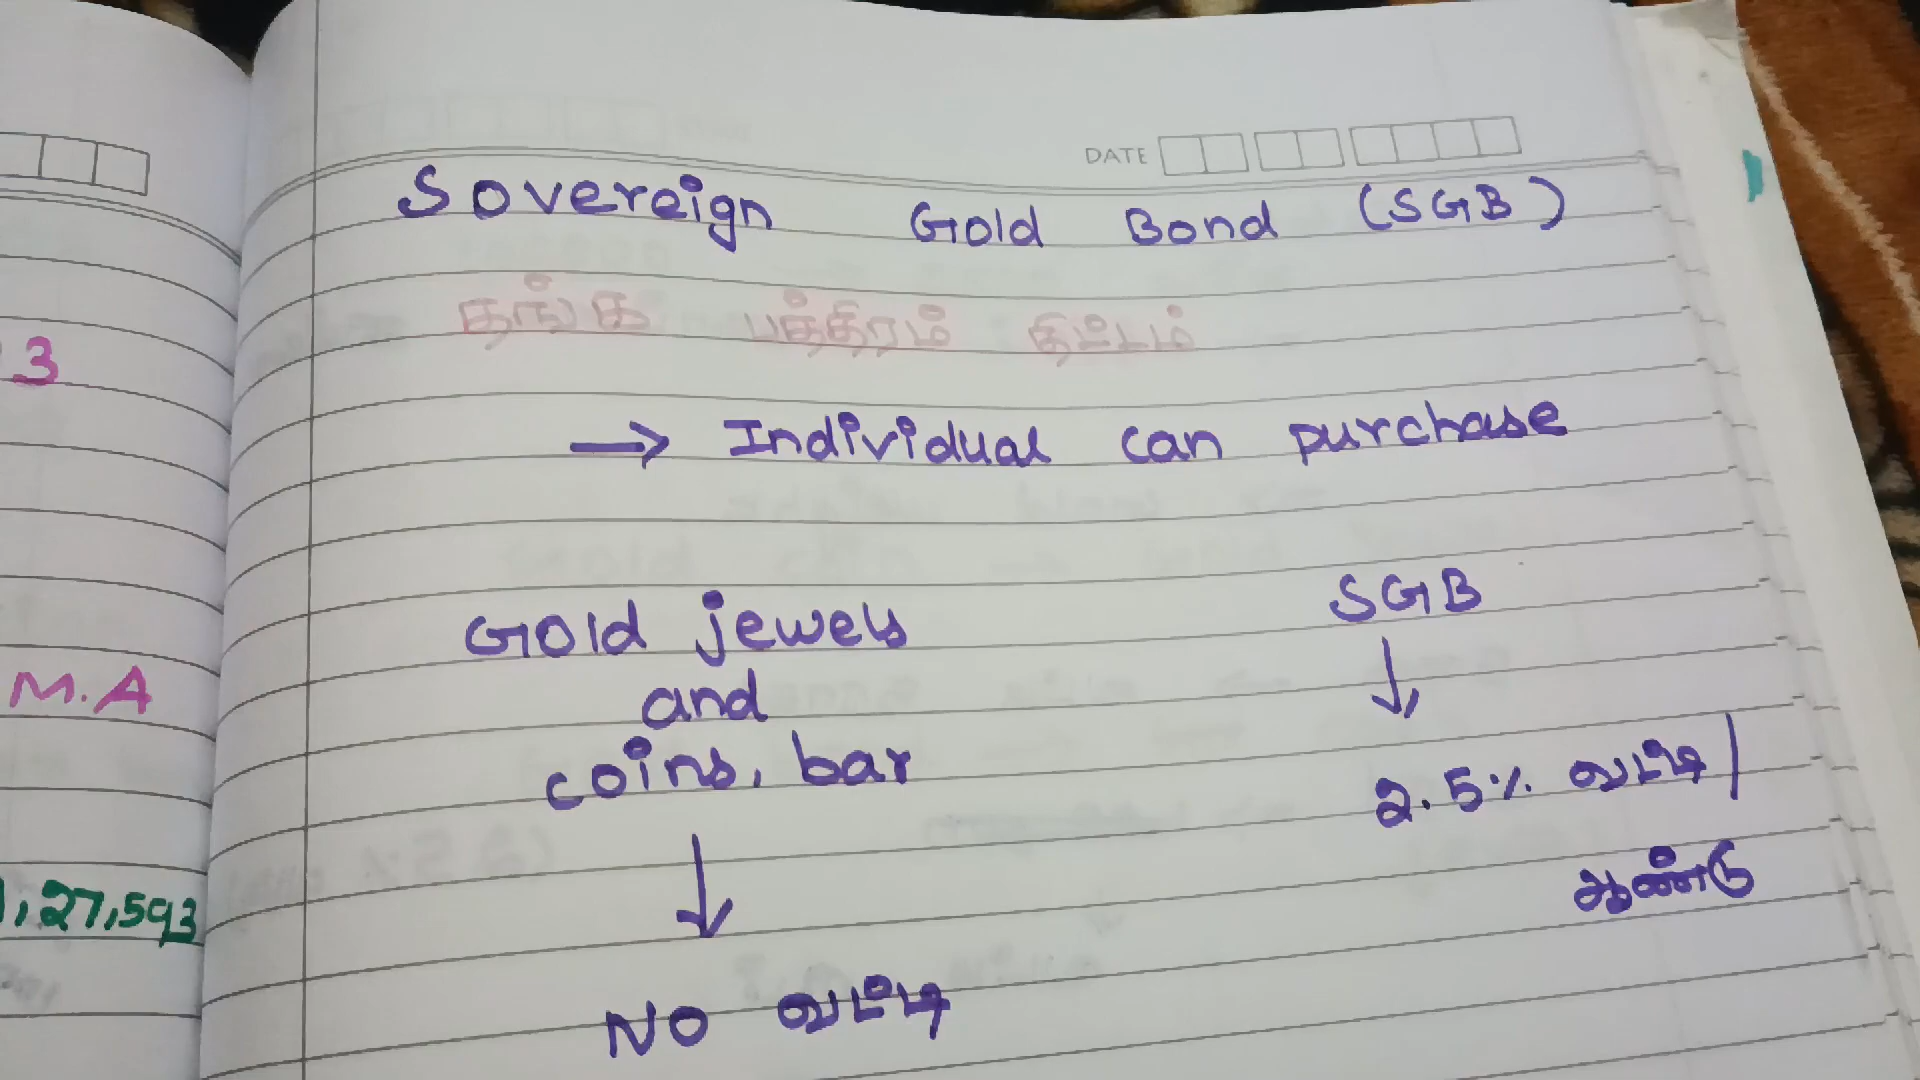 DATE
Sovereign Gold Bond (SGB)
தங்க பத்திரம் திட்டம்
→ Individual can purchase
Gold jewels
and
coins, bar
↓
NO வட்டி
SGB
↓
2.5% வட்டி/
ஆண்டு
3
M.A
1,27,593